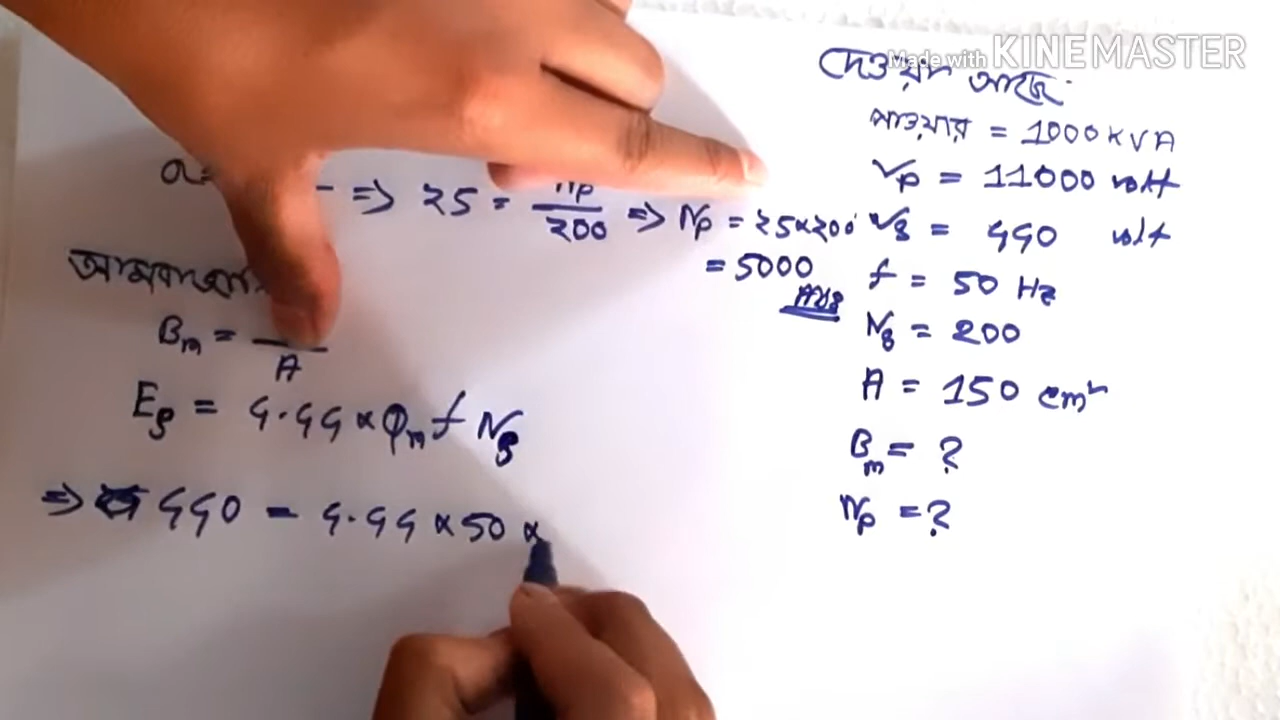 Made with KINEMASTER
দেওয়া আছে:
পাওয়ার = 1000 KVA
Vp = 11000 volt
Vs = 440 volt
f = 50 Hz
Ns = 200
A = 150 cm²
Bm = ?
Np = ?
a =
=> 25 = Np/200 => Np = 25×200
= 5000
Ans
আমরা জানি
Bm = /A
Es = 4.44 × φm f Ns
=> 440 = 4.44 × 50 ×